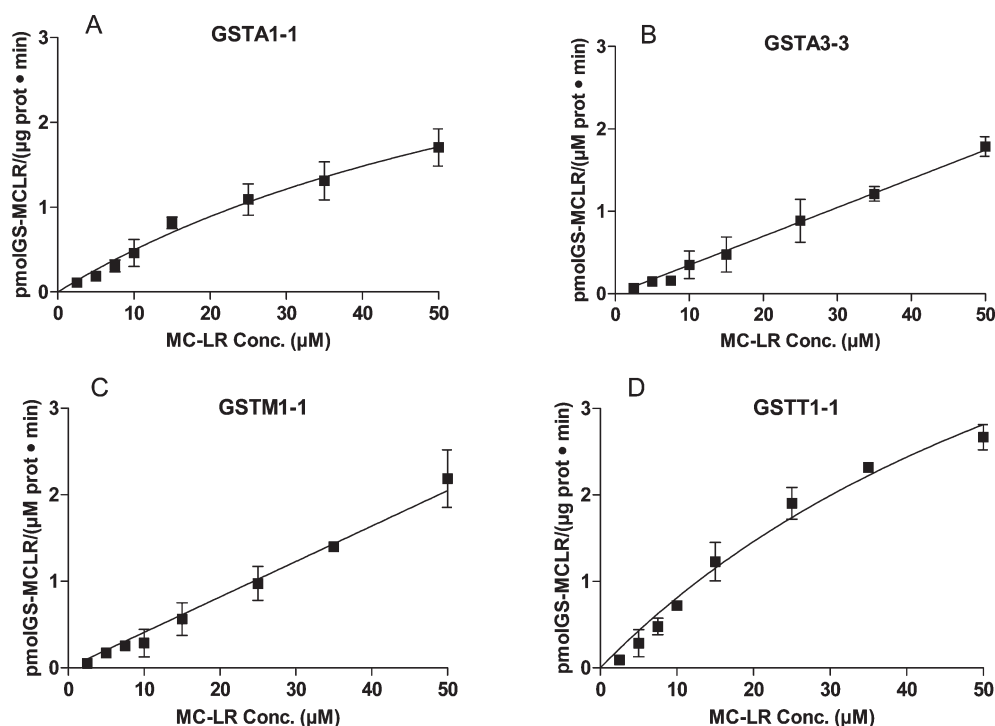 A
GSTA1-1
pmolGS-MCLR/(µg prot • min)
3
2
1
0
0 10 20 30 40 50
MC-LR Conc. (µM)
B
GSTA3-3
pmolGS-MCLR/(µM prot • min)
3
2
1
0
0 10 20 30 40 50
MC-LR Conc. (µM)
C
GSTM1-1
pmolGS-MCLR/(µM prot • min)
3
2
1
0
0 10 20 30 40 50
MC-LR Conc. (µM)
D
GSTT1-1
pmolGS-MCLR/(µg prot • min)
3
2
1
0
0 10 20 30 40 50
MC-LR Conc. (µM)